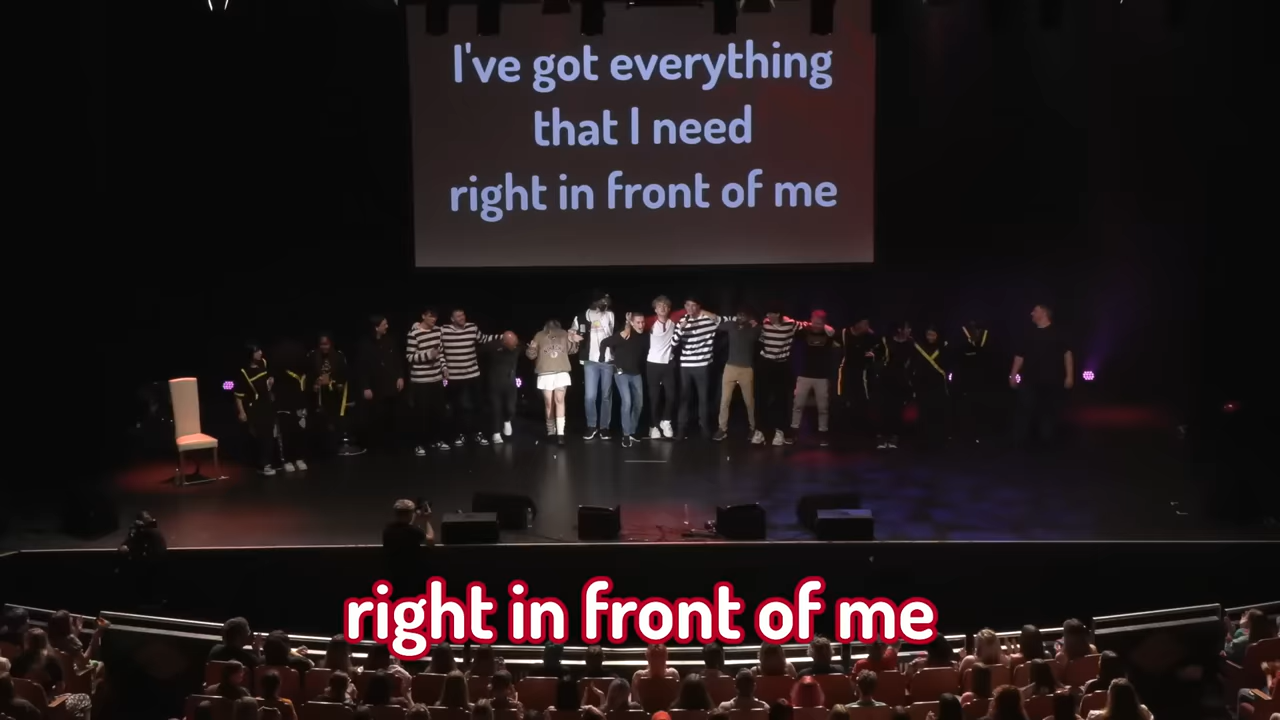 I've got everything
that I need
right in front of me
right in front of me